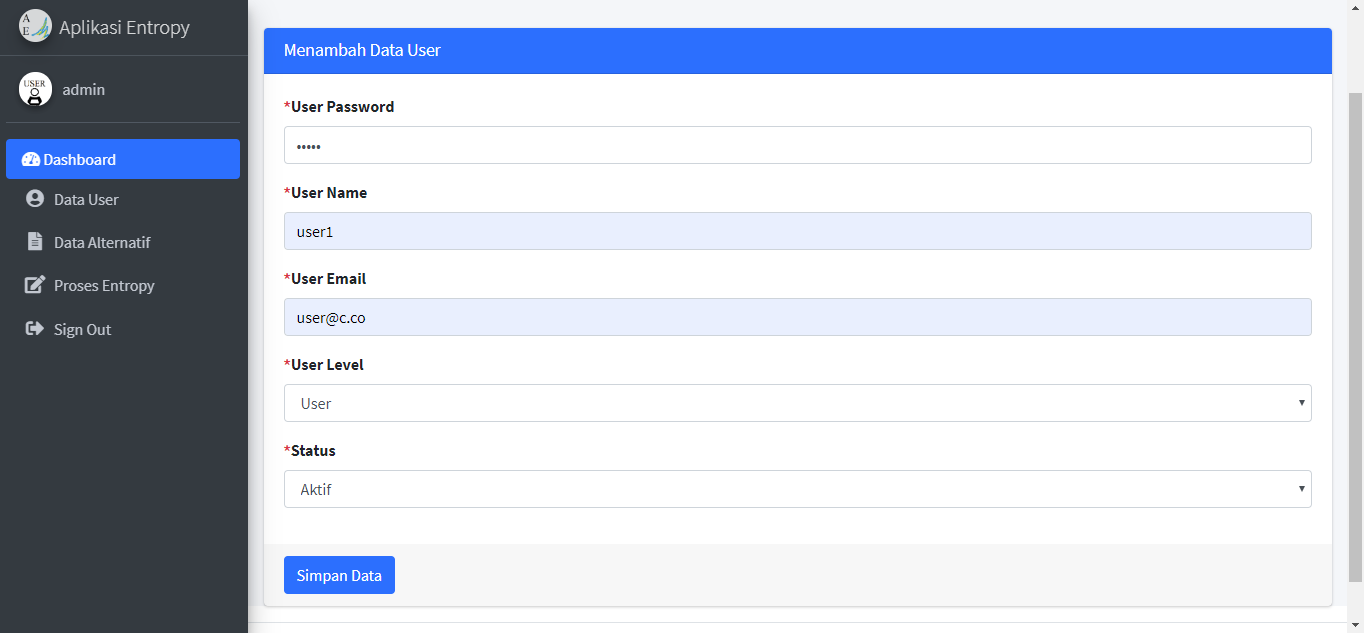 Aplikasi Entropy
admin
Dashboard
Data User
Data Alternatif
Proses Entropy
Sign Out
Menambah Data User
*User Password
•••••
*User Name
user1
*User Email
user@c.co
*User Level
User
*Status
Aktif
Simpan Data
A
E
USER